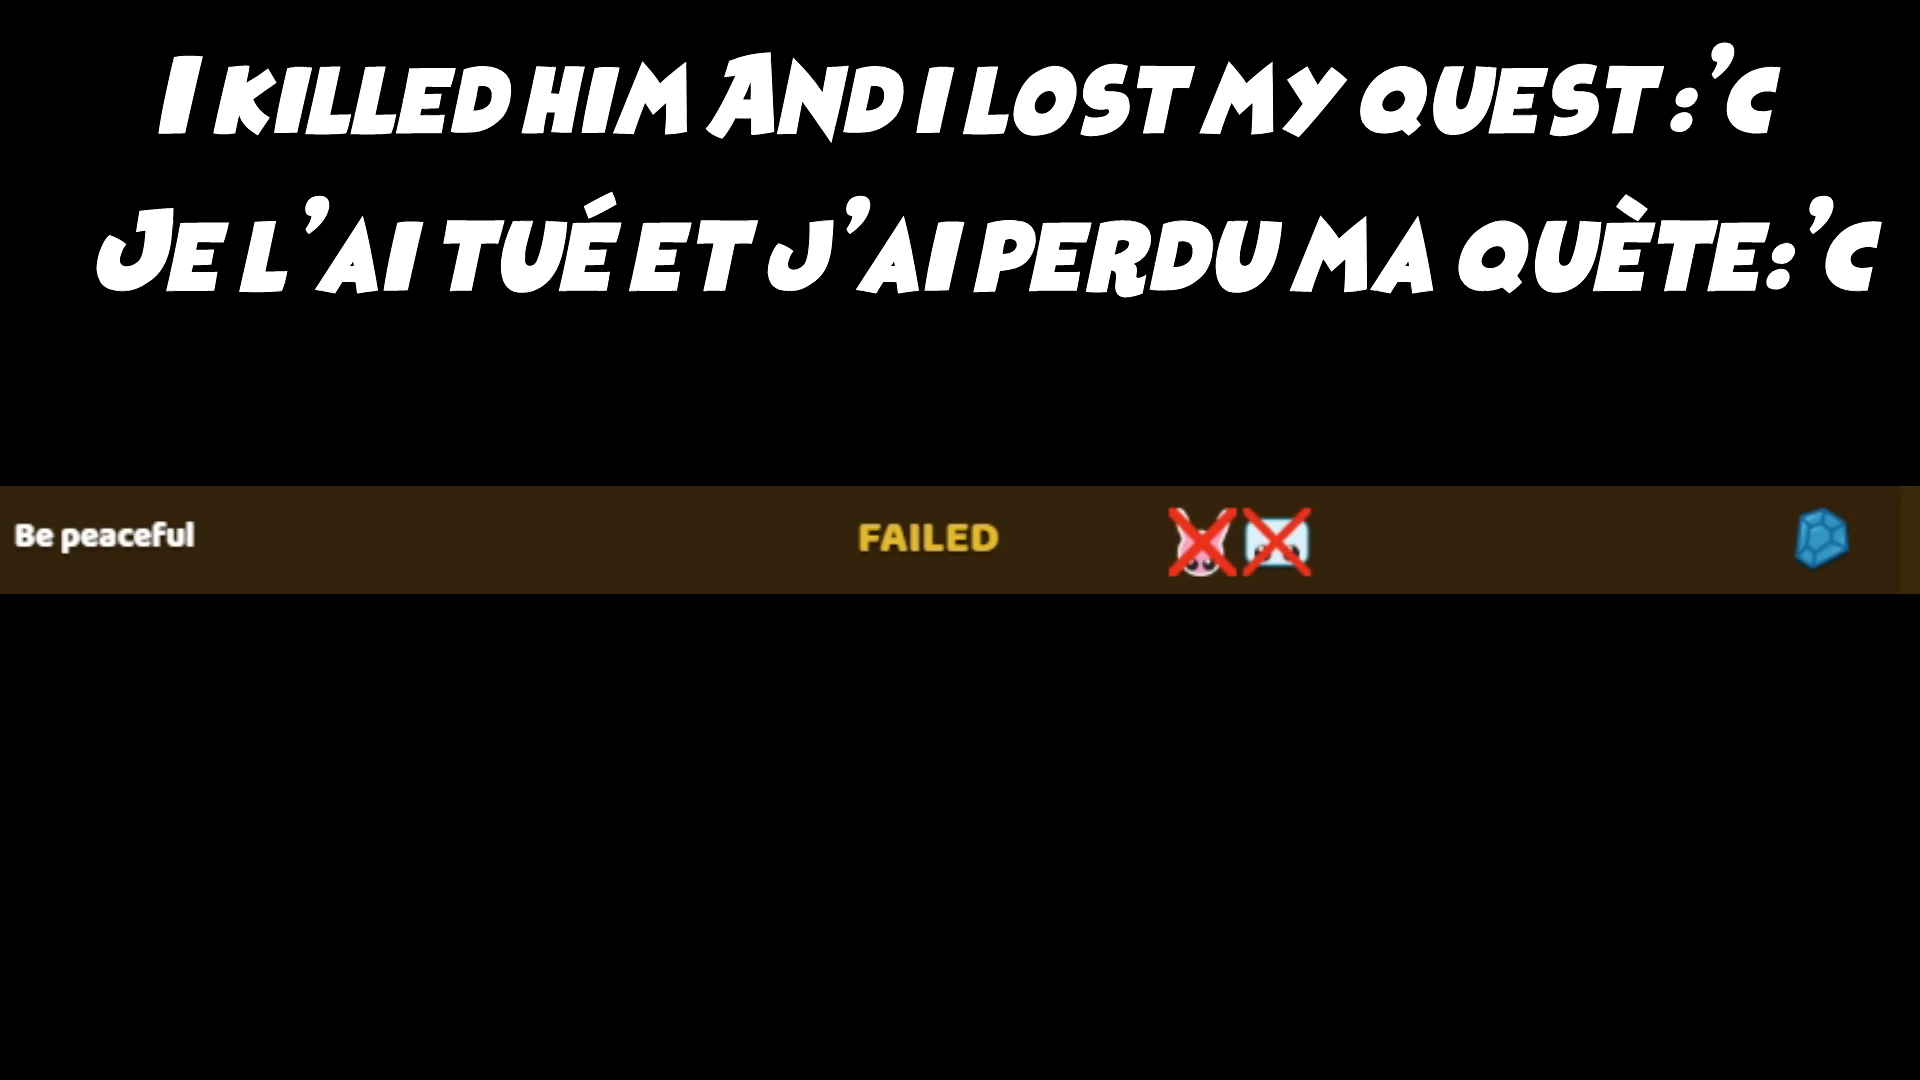 I KILLED HIM AND I LOST MY QUEST :'C
JE L'AI TUÉ ET J'AI PERDU MA QUÈTE:'C
Be peaceful FAILED